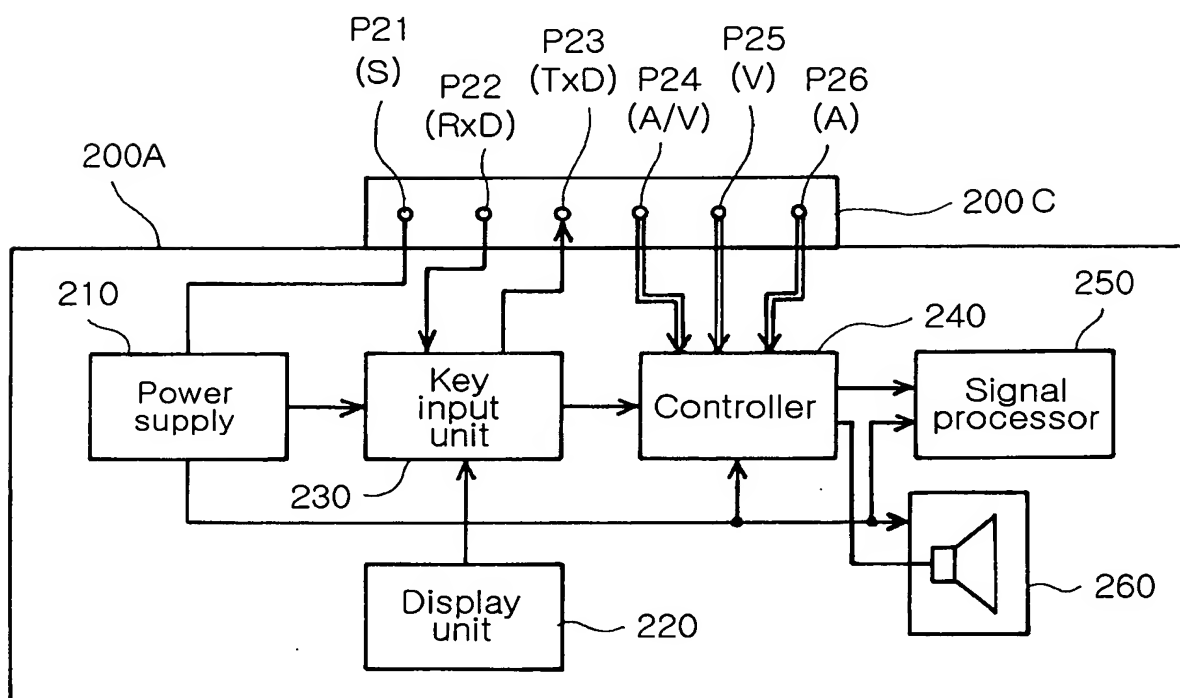 P21
(S)
P22
(RxD)
P23
(TxD)
P24
(A/V)
P25
(V)
P26
(A)
200A
200C
210
Power
supply
Key
input
unit
230
240
Controller
250
Signal
processor
Display
unit
220
260